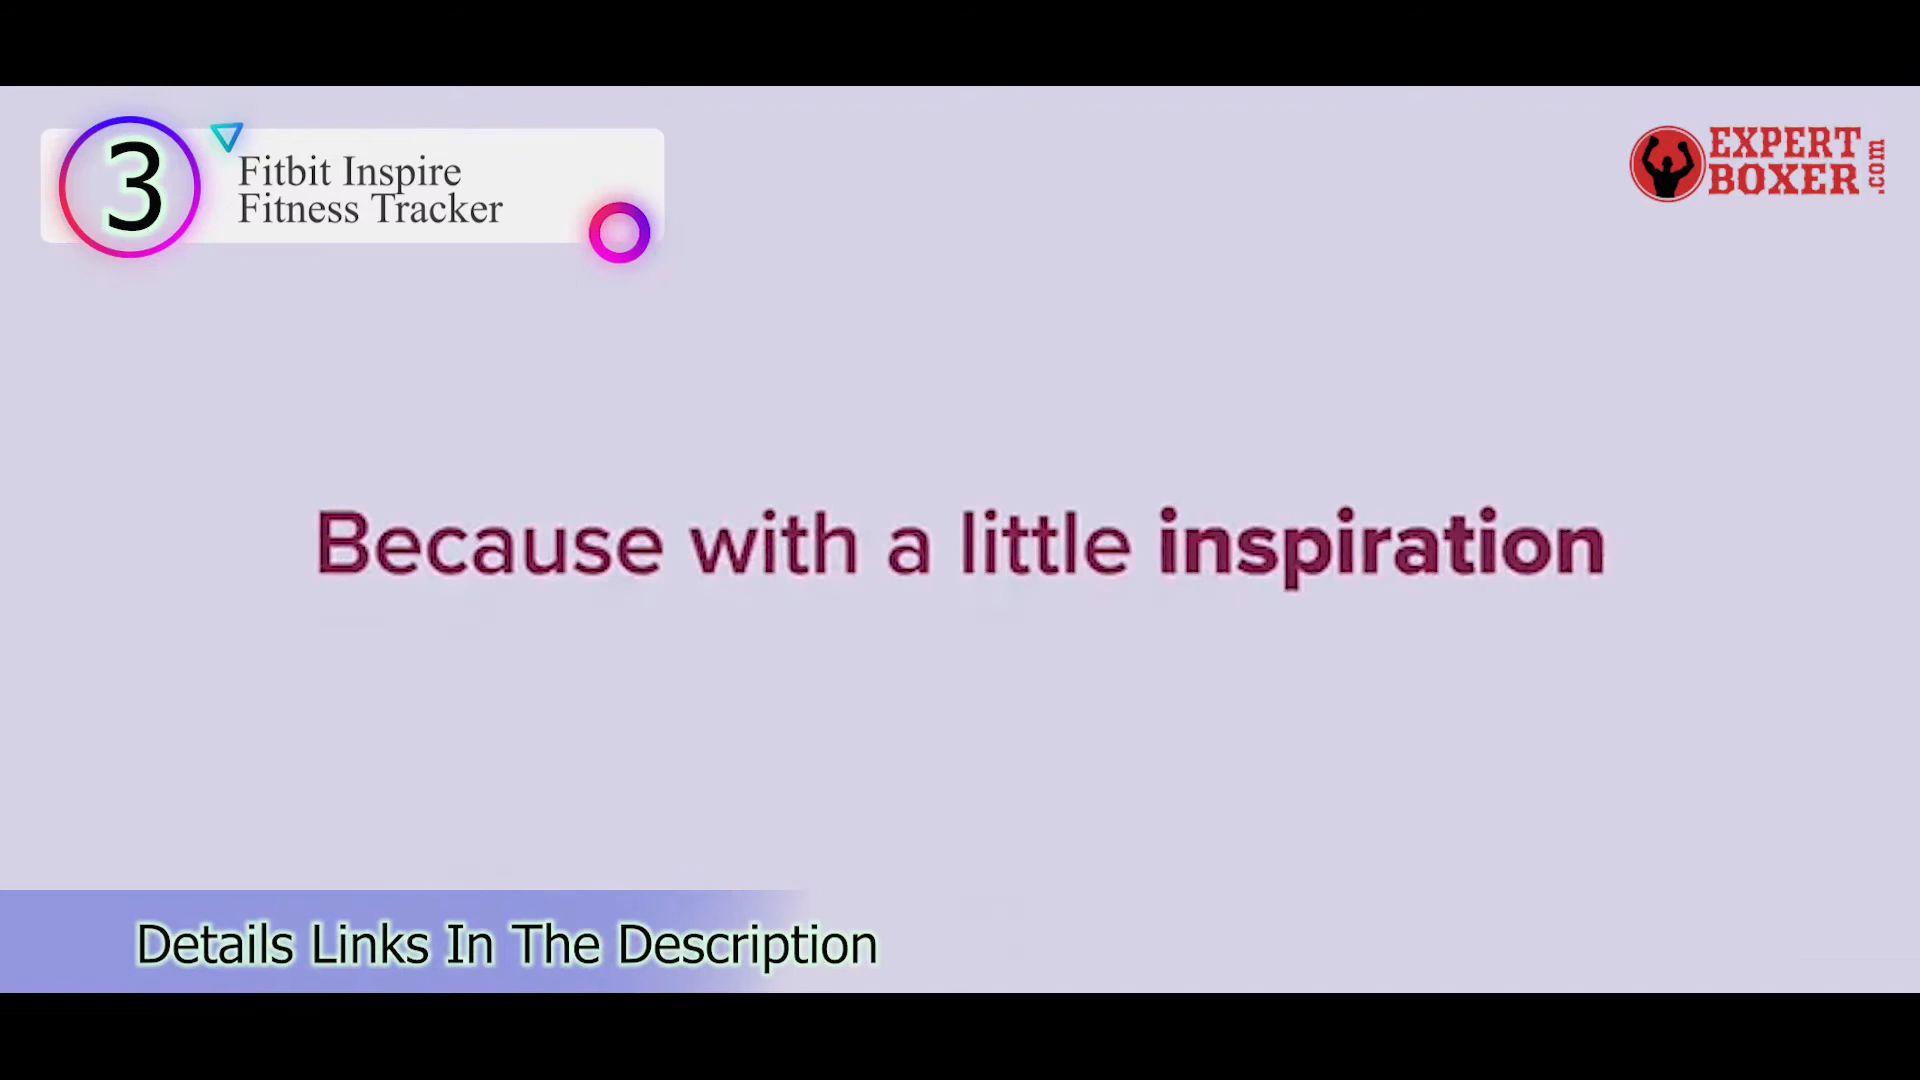 3
Fitbit Inspire
Fitness Tracker
EXPERT
BOXER
.com
Because with a little inspiration
Details Links In The Description